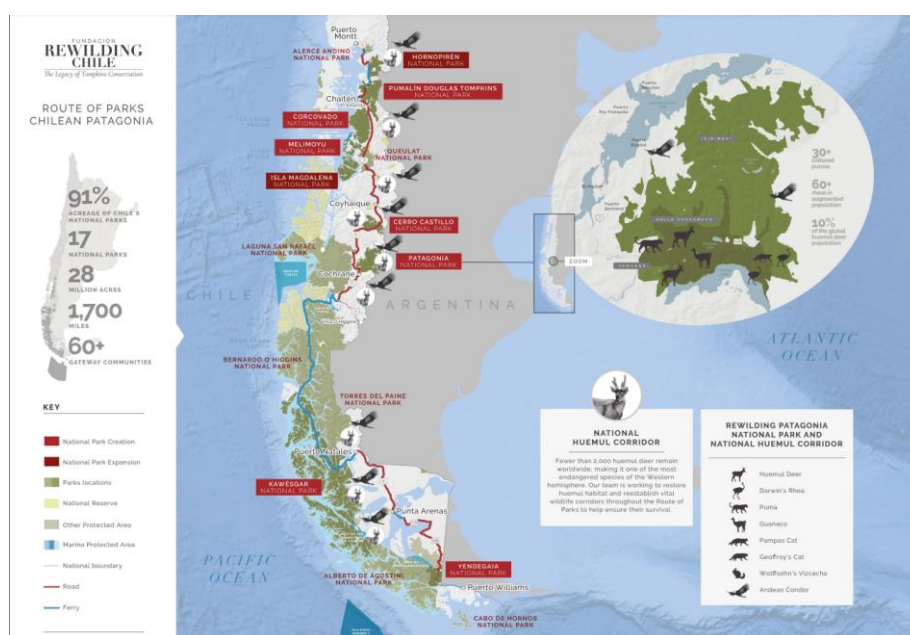 FUNDACIÓN
REWILDING
CHILE
The Legacy of Tompkins Conservation
ROUTE OF PARKS
CHILEAN PATAGONIA
91%
ACREAGE OF CHILE'S
NATIONAL PARKS
17
NATIONAL PARKS
28
MILLION ACRES
1,700
MILES
60+
GATEWAY COMMUNITIES
KEY
National Park Creation
National Park Expansion
Parks locations
National Reserve
Other Protected Area
Marine Protected Area
National boundary
Road
Ferry
Puerto
Montt
ALERCE ANDINO
NATIONAL PARK
HORNOPIRÉN
NATIONAL PARK
PUMALÍN DOUGLAS TOMPKINS
NATIONAL PARK
Chaitén
CORCOVADO
NATIONAL PARK
MELIMOYU
NATIONAL PARK
QUEULAT
NATIONAL PARK
ISLA MAGDALENA
NATIONAL PARK
Coyhaique
CERRO CASTILLO
NATIONAL PARK
LAGUNA SAN RAFAEL
NATIONAL PARK
PATAGONIA
NATIONAL PARK
Cochrane
CHILE
ARGENTINA
BERNARDO O'HIGGINS
NATIONAL PARK
TORRES DEL PAINE
NATIONAL PARK
Puerto Natales
KAWÉSQAR
NATIONAL PARK
Punta Arenas
PACIFIC
OCEAN
ALBERTO DE AGOSTINI
NATIONAL PARK
YENDEGAIA
NATIONAL PARK
Puerto Williams
CABO DE HORNOS
NATIONAL PARK
ZOOM
30+
collared
pumas
60+
rheas in
augmented
population
10%
of the global
huemul deer
population
ATLANTIC
OCEAN
NATIONAL
HUEMUL CORRIDOR
Fewer than 2,000 huemul deer remain
worldwide, making it one of the most
endangered species of the Western
hemisphere. Our team is working to restore
huemul habitat and reestablish vital
wildlife corridors throughout the Route of
Parks to help ensure their survival.
REWILDING PATAGONIA
NATIONAL PARK AND
NATIONAL HUEMUL CORRIDOR
Huemul Deer
Darwin's Rhea
Puma
Guanaco
Pampas Cat
Geoffroy's Cat
Wolffsohn's Vizcacha
Andean Condor